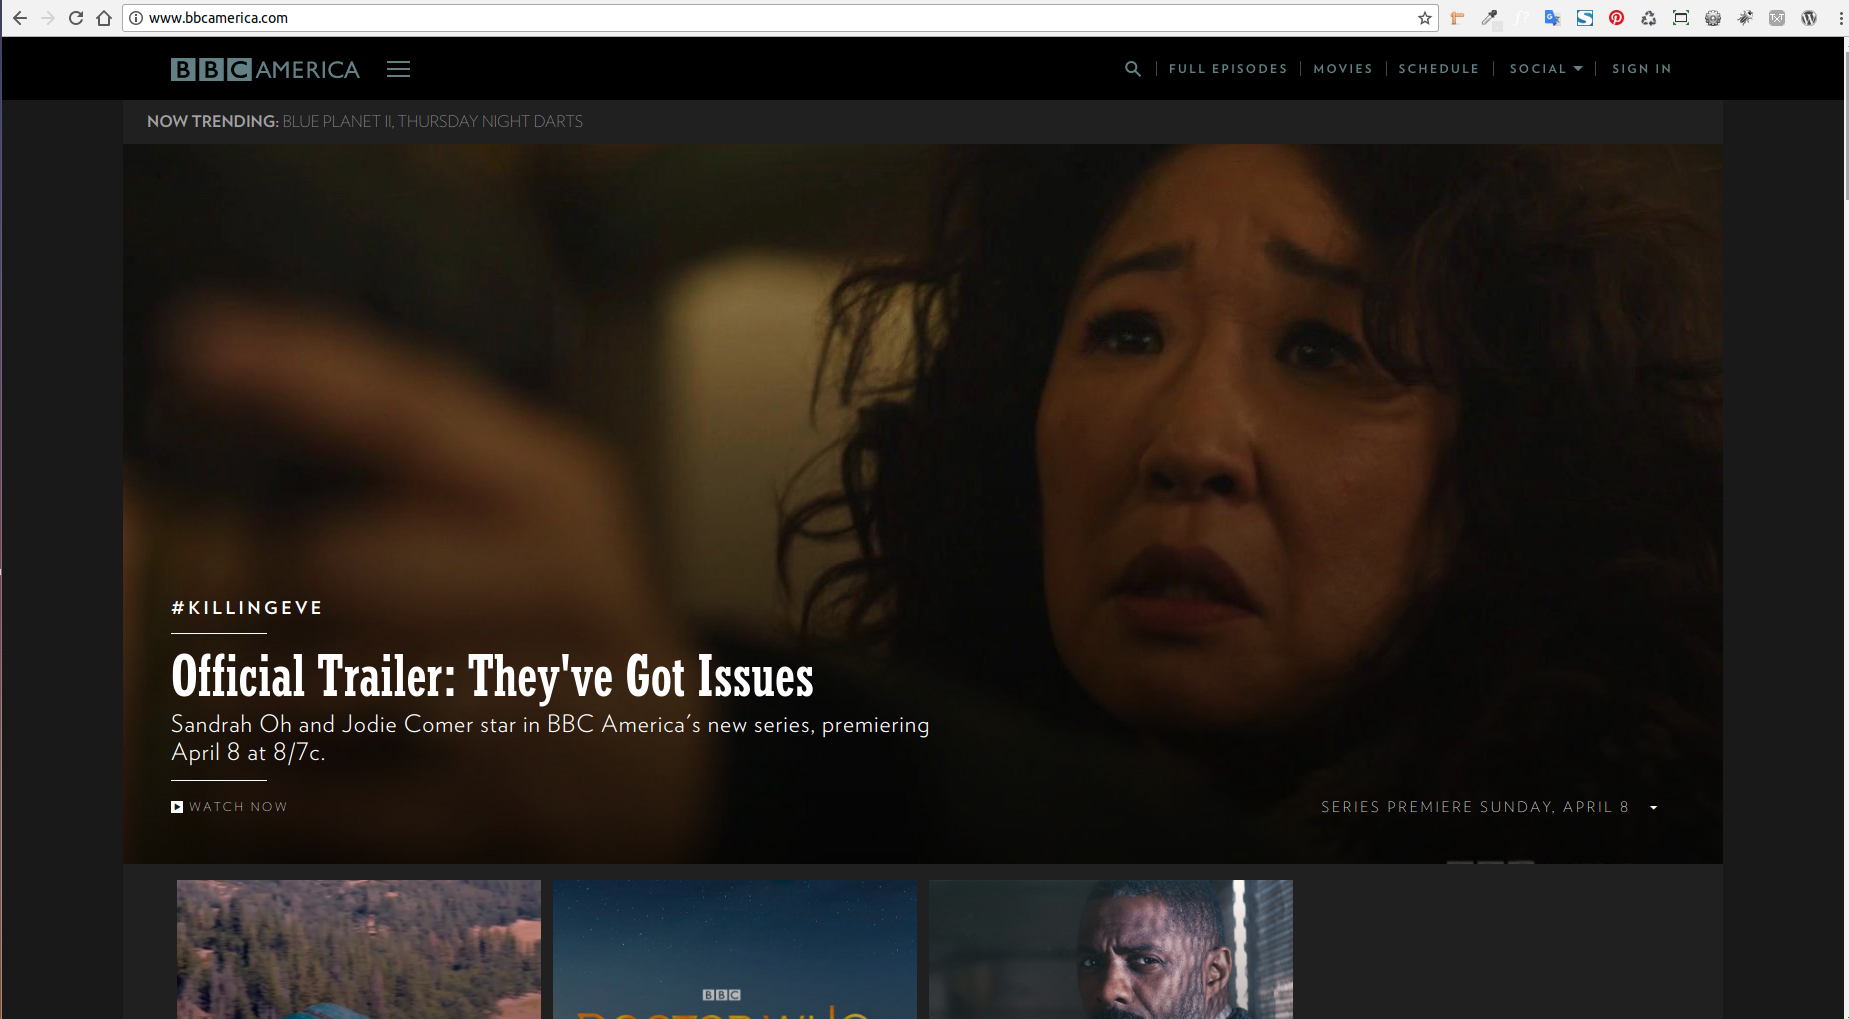 www.bbcamerica.com
BBC AMERICA
FULL EPISODES
MOVIES
SCHEDULE
SOCIAL
SIGN IN
NOW TRENDING: BLUE PLANET II, THURSDAY NIGHT DARTS
#KILLINGEVE
Official Trailer: They've Got Issues
Sandrah Oh and Jodie Comer star in BBC America's new series, premiering
April 8 at 8/7c.
WATCH NOW
SERIES PREMIERE SUNDAY, APRIL 8
BBC
DOCTOR WHO